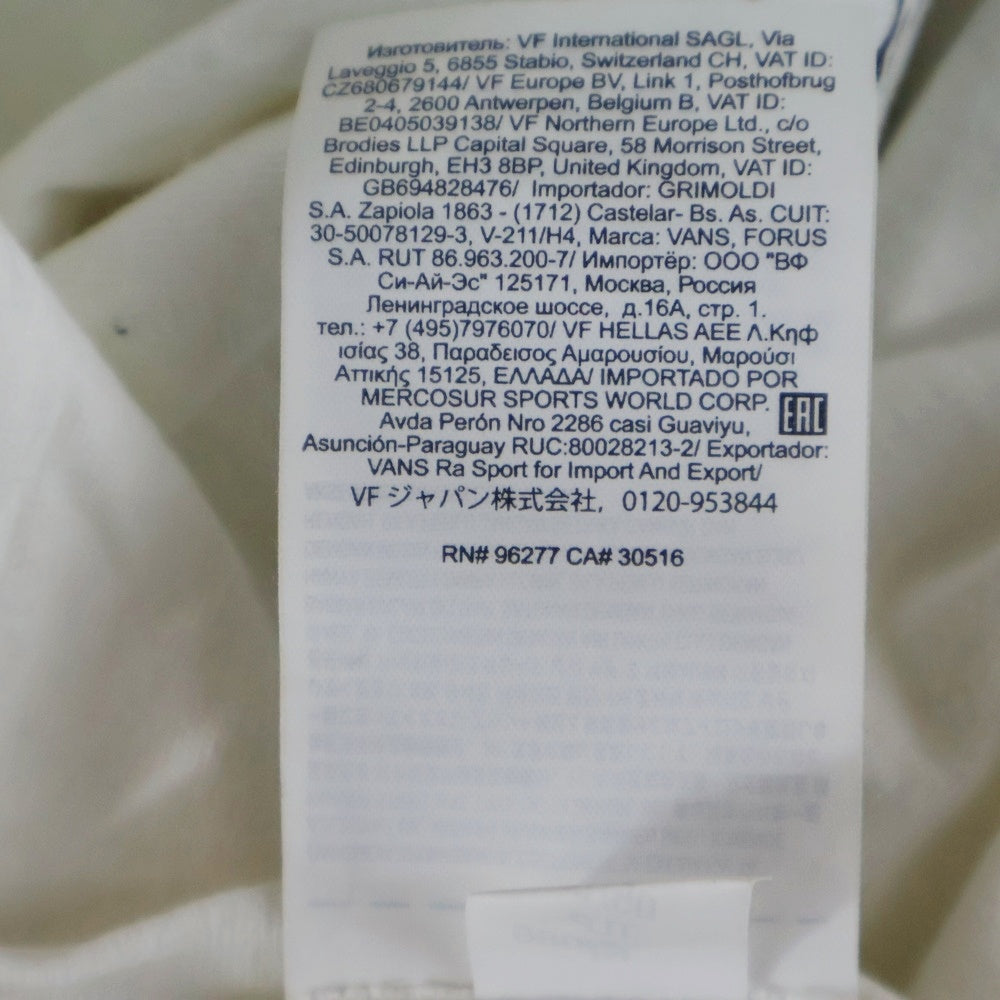 Изготовитель: VF International SAGL, Via
Laveggio 5, 6855 Stabio, Switzerland CH, VAT ID:
CZ680679144/ VF Europe BV, Link 1, Posthofbrug
2-4, 2600 Antwerpen, Belgium B, VAT ID:
BE0405039138/ VF Northern Europe Ltd., c/o
Brodies LLP Capital Square, 58 Morrison Street,
Edinburgh, EH3 8BP, United Kingdom, VAT ID:
GB694828476/ Importador: GRIMOLDI
S.A. Zapiola 1863 - (1712) Castelar- Bs. As. CUIT:
30-50078129-3, V-211/H4, Marca: VANS, FORUS
S.A. RUT 86.963.200-7/ Импортёр: ООО "ВФ
Си-Ай-Эс" 125171, Москва, Россия
Ленинградское шоссе, д.16А, стр. 1.
тел.: +7 (495)7976070/ VF HELLAS AEE Λ.Κηφ
ισίας 38, Παραδεισος Αμαρουσίου, Μαρούσι
Αττικής 15125, ΕΛΛΑΔΑ/ IMPORTADO POR
MERCOSUR SPORTS WORLD CORP.
Avda Perón Nro 2286 casi Guaviyu,
EAC
Asunción-Paraguay RUC:80028213-2/ Exportador:
VANS Ra Sport for Import And Export/
VF ジャパン株式会社, 0120-953844
RN# 96277 CA# 30516